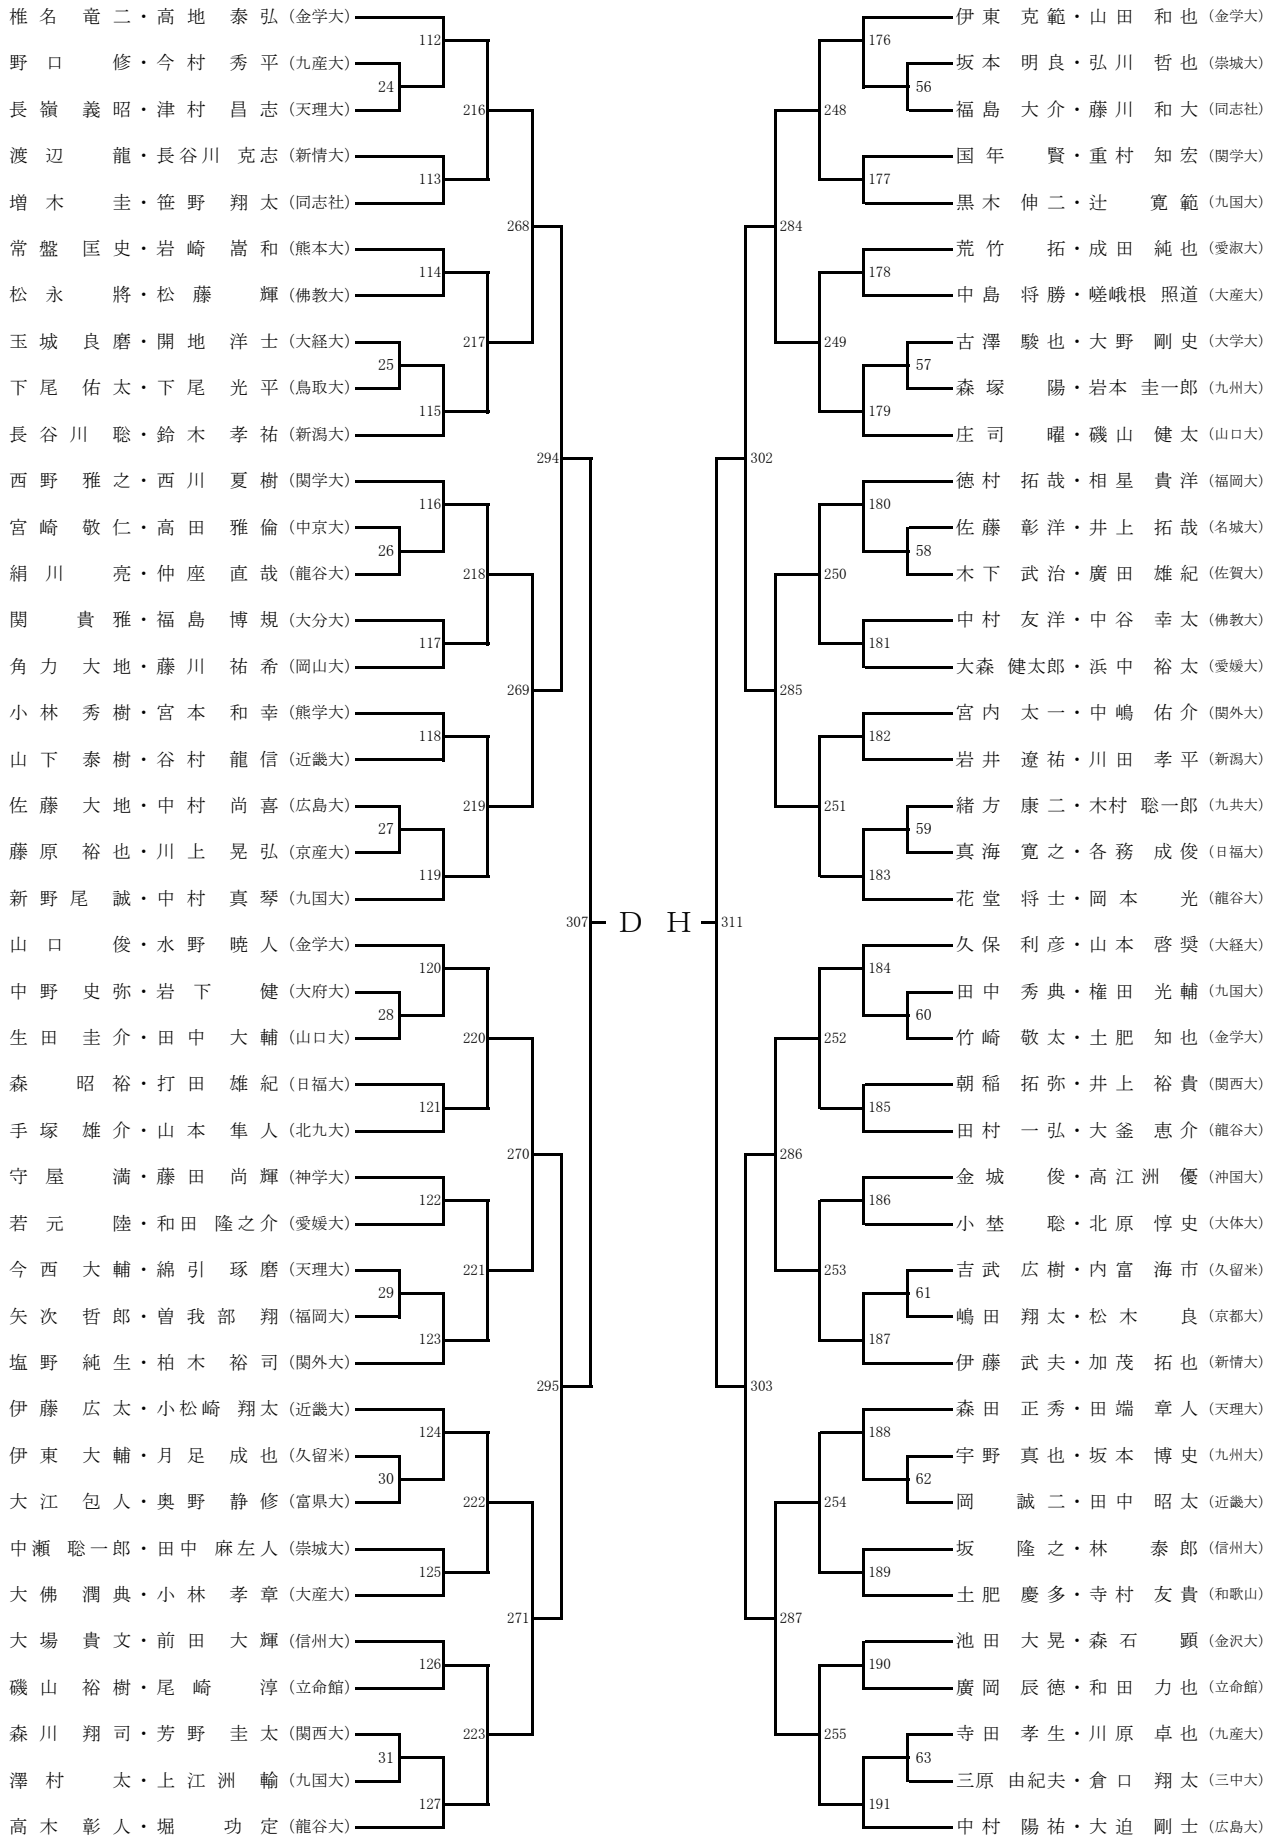 椎名 竜二・高地 泰弘 (金学大)
112
野口 修・今村 秀平 (九産大)
24
長嶺 義昭・津村 昌志 (天理大)
216
渡辺 龍・長谷川 克志 (新情大)
113
増木 圭・笹野 翔太 (同志社)
268
常盤 匡史・岩崎 嵩和 (熊本大)
114
松永 將・松藤 輝 (佛教大)
217
玉城 良磨・開地 洋士 (大経大)
25
下尾 佑太・下尾 光平 (鳥取大)
115
長谷川 聡・鈴木 孝祐 (新潟大)
294
西野 雅之・西川 夏樹 (関学大)
116
宮崎 敬仁・高田 雅倫 (中京大)
26
絹川 亮・仲座 直哉 (龍谷大)
218
関 貴雅・福島 博規 (大分大)
117
角力 大地・藤川 祐希 (岡山大)
269
小林 秀樹・宮本 和幸 (熊学大)
118
山下 泰樹・谷村 龍信 (近畿大)
219
佐藤 大地・中村 尚喜 (広島大)
27
藤原 裕也・川上 晃弘 (京産大)
119
新野尾 誠・中村 真琴 (九国大)
307 D
山口 俊・水野 暁人 (金学大)
120
中野 史弥・岩下 健 (大府大)
28
生田 圭介・田中 大輔 (山口大)
220
森 昭裕・打田 雄紀 (日福大)
121
手塚 雄介・山本 隼人 (北九大)
270
守屋 満・藤田 尚輝 (神学大)
122
若元 陸・和田 隆之介 (愛媛大)
221
今西 大輔・綿引 琢磨 (天理大)
29
矢次 哲郎・曽我部 翔 (福岡大)
123
塩野 純生・柏木 裕司 (関外大)
295
伊藤 広太・小松崎 翔太 (近畿大)
124
伊東 大輔・月足 成也 (久留米)
30
大江 包人・奥野 静修 (富県大)
222
中瀬 聡一郎・田中 麻左人 (崇城大)
125
大佛 潤典・小林 孝章 (大産大)
271
大場 貴文・前田 大輝 (信州大)
126
磯山 裕樹・尾崎 淳 (立命館)
223
森川 翔司・芳野 圭太 (関西大)
31
澤村 太・上江洲 輸 (九国大)
127
高木 彰人・堀 功定 (龍谷大)
伊東 克範・山田 和也 (金学大)
176
坂本 明良・弘川 哲也 (崇城大)
56
福島 大介・藤川 和大 (同志社)
248
国年 賢・重村 知宏 (関学大)
177
黒木 伸二・辻 寛範 (九国大)
284
荒竹 拓・成田 純也 (愛淑大)
178
中島 将勝・嵯峨根 照道 (大産大)
249
古澤 駿也・大野 剛史 (大学大)
57
森塚 陽・岩本 圭一郎 (九州大)
179
庄司 曜・磯山 健太 (山口大)
302
徳村 拓哉・相星 貴洋 (福岡大)
180
佐藤 彰洋・井上 拓哉 (名城大)
58
木下 武治・廣田 雄紀 (佐賀大)
250
中村 友洋・中谷 幸太 (佛教大)
181
大森 健太郎・浜中 裕太 (愛媛大)
285
宮内 太一・中嶋 佑介 (関外大)
182
岩井 遼祐・川田 孝平 (新潟大)
251
緒方 康二・木村 聡一郎 (九共大)
59
真海 寛之・各務 成俊 (日福大)
183
花堂 将士・岡本 光 (龍谷大)
H 311
久保 利彦・山本 啓奨 (大経大)
184
田中 秀典・権田 光輔 (九国大)
60
竹崎 敬太・土肥 知也 (金学大)
252
朝稲 拓弥・井上 裕貴 (関西大)
185
田村 一弘・大釜 恵介 (龍谷大)
286
金城 俊・高江洲 優 (沖国大)
186
小埜 聡・北原 惇史 (大体大)
253
吉武 広樹・内富 海市 (久留米)
61
嶋田 翔太・松木 良 (京都大)
187
伊藤 武夫・加茂 拓也 (新情大)
303
森田 正秀・田端 章人 (天理大)
188
宇野 真也・坂本 博史 (九州大)
62
岡 誠二・田中 昭太 (近畿大)
254
坂 隆之・林 泰郎 (信州大)
189
土肥 慶多・寺村 友貴 (和歌山)
287
池田 大晃・森石 顕 (金沢大)
190
廣岡 辰徳・和田 力也 (立命館)
255
寺田 孝生・川原 卓也 (九産大)
63
三原 由紀夫・倉口 翔太 (三中大)
191
中村 陽祐・大迫 剛士 (広島大)